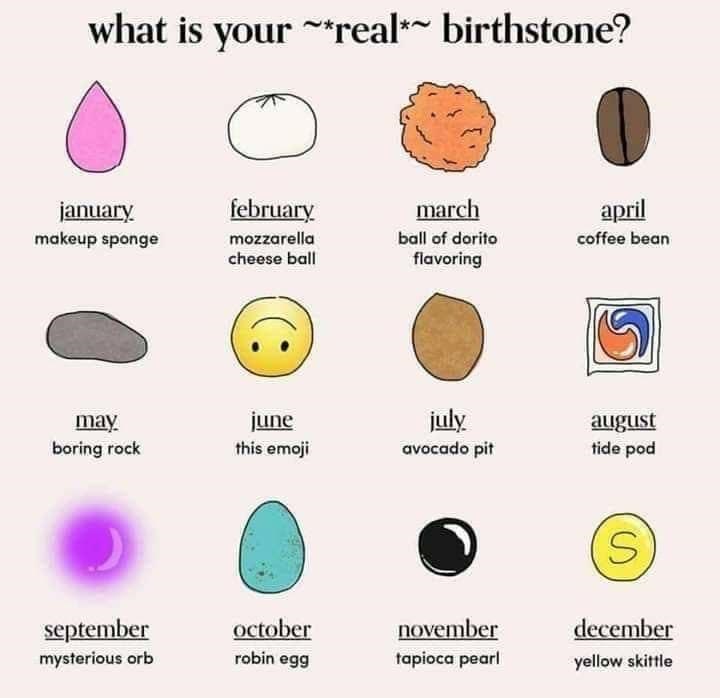 what is your ~*real*~ birthstone?
january
makeup sponge
february
mozzarella
cheese ball
march
ball of dorito
flavoring
april
coffee bean
may
boring rock
june
this emoji
july
avocado pit
august
tide pod
september
mysterious orb
october
robin egg
november
tapioca pearl
S
december
yellow skittle